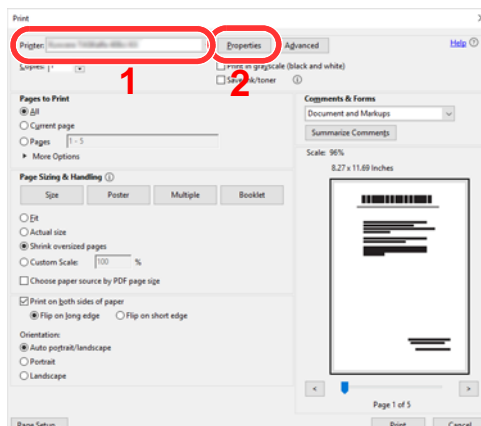 Print
Printer: Properties Advanced Help
Copies: 1 Print in grayscale (black and white)
1 2
Save ink/toner
Pages to Print Comments & Forms
All Document and Markups
Current page
Pages 1 - 5 Summarize Comments
More Options
Scale: 96%
8.27 x 11.69 Inches
Page Sizing & Handling
Size Poster Multiple Booklet
Fit
Actual size
Shrink oversized pages
Custom Scale: 100 %
Choose paper source by PDF page size
Print on both sides of paper
Flip on long edge Flip on short edge
Orientation:
Auto portrait/landscape
Portrait
Landscape
< >
Page 1 of 5
Page Setup... Print Cancel